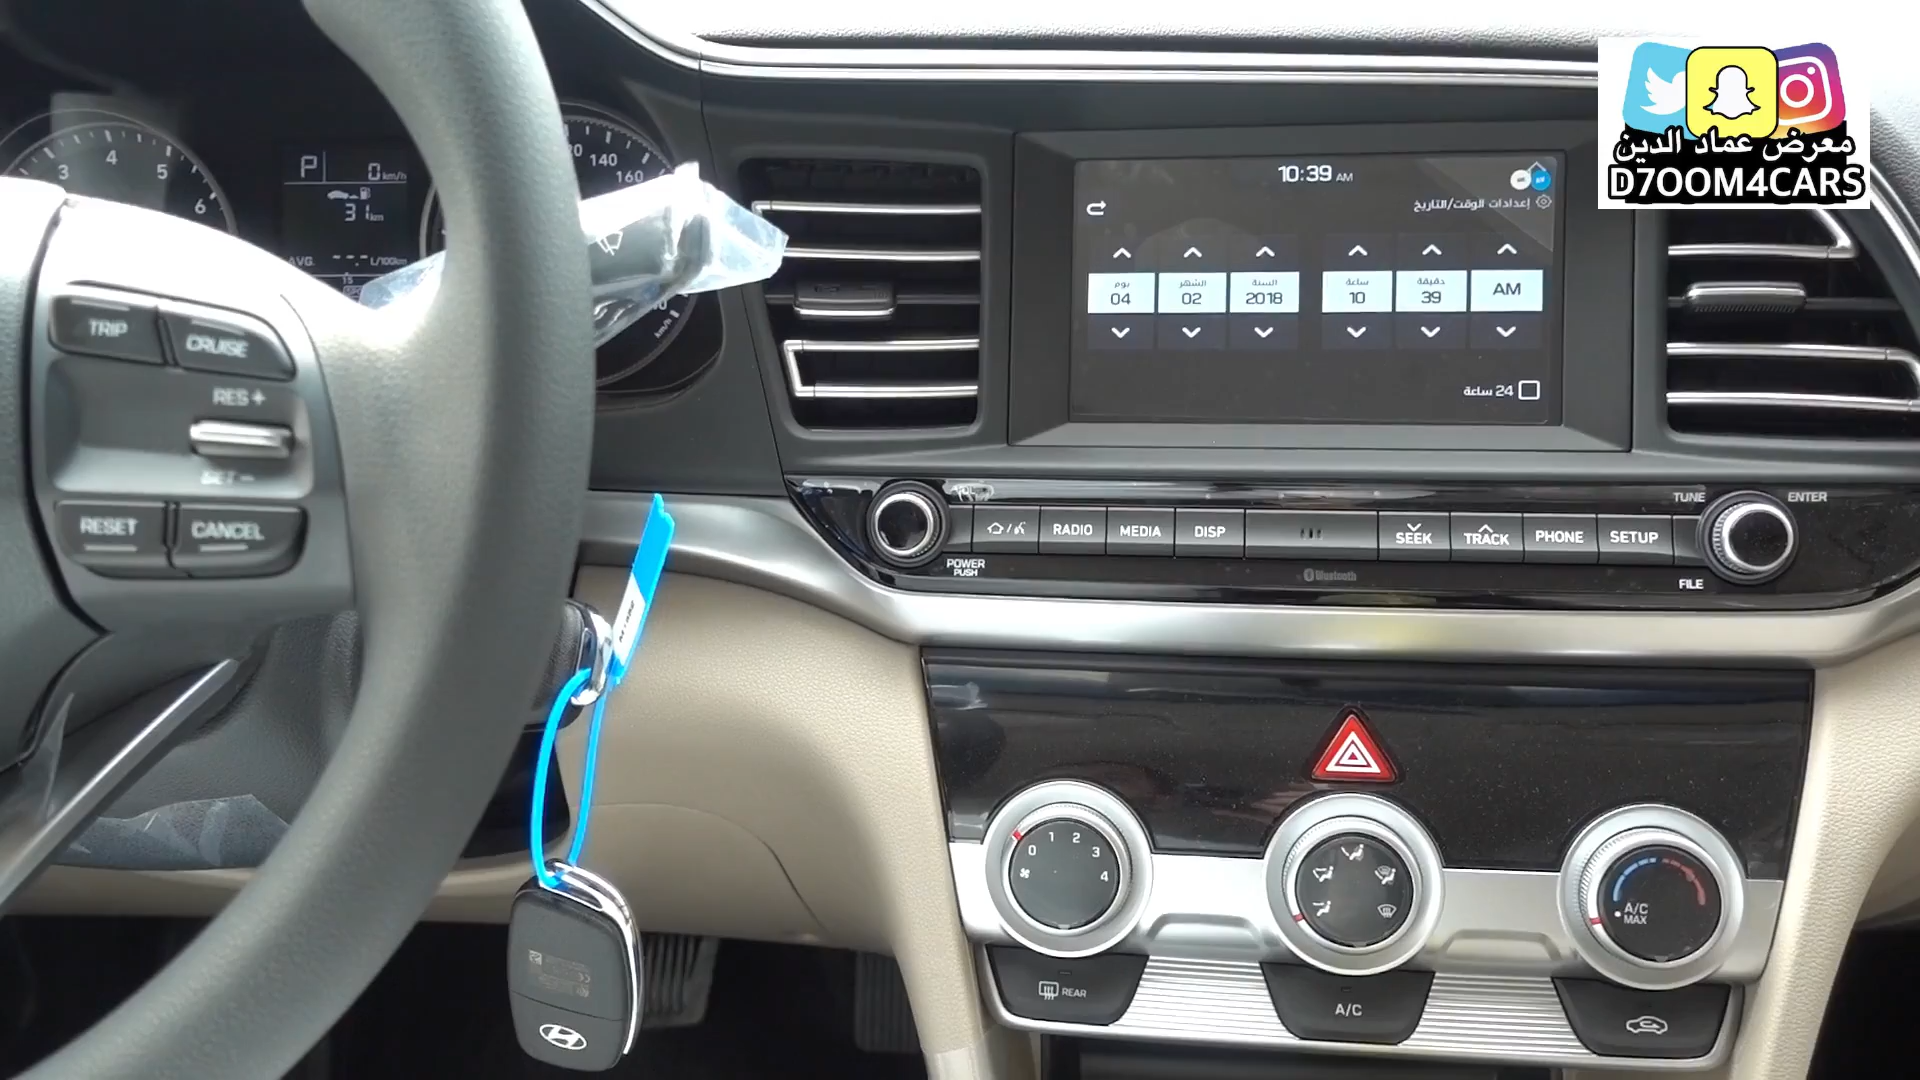 معرض عماد الدين
D7OOM4CARS
3
4
5
6
P
0 km/h
31 km
AVG. --.- L/100km
140
160
km/h
10:39 AM
إعدادات الوقت/التاريخ
يوم
04
الشهر
02
السنة
2018
ساعة
10
دقيقة
39
AM
24 ساعة
TRIP
CRUISE
RES +
SET -
RESET
CANCEL
VOL
POWER
PUSH
RADIO
MEDIA
DISP
SEEK
TRACK
PHONE
SETUP
TUNE
ENTER
FILE
Bluetooth
0
1
2
3
4
A/C
MAX
REAR
A/C